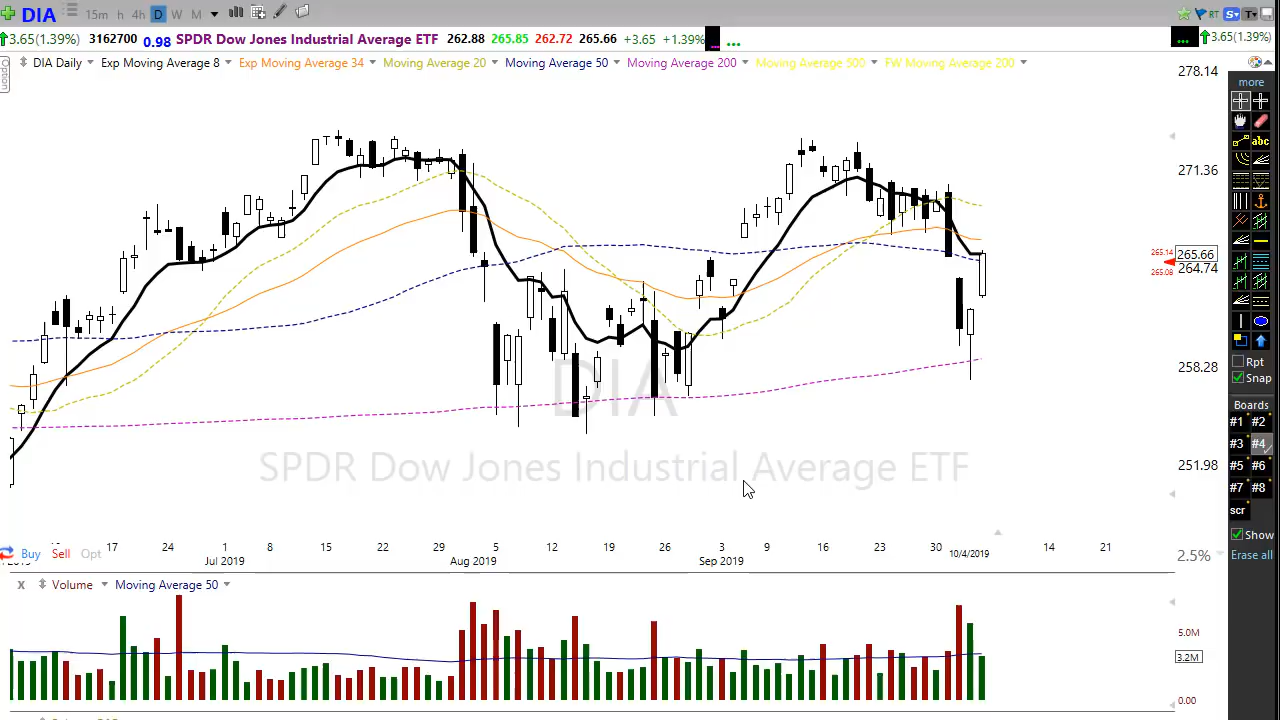 DIA 15m h 4h D W M RT S T
3.65(1.39%) 3162700 0.98 SPDR Dow Jones Industrial Average ETF 262.88 265.85 262.72 265.66 +3.65 +1.39% ... ... 3.65(1.39%)
Option
DIA Daily Exp Moving Average 8 Exp Moving Average 34 Moving Average 20 Moving Average 50 Moving Average 200 Moving Average 500 FW Moving Average 200
278.14
more
abc
271.36
265.14
265.66
264.74
265.08
Rpt
258.28
Snap
DIA
Boards
#1 #2
#3 #4
SPDR Dow Jones Industrial Average ETF
251.98
#5 #6
#7 #8
scr
Show
17 24 1 8 15 22 29 5 12 19 26 3 9 16 23 30 10/4/2019 14 21
Buy Sell Opt
2.5%
Erase all
Jul 2019 Aug 2019 Sep 2019
x Volume Moving Average 50
5.0M
3.2M
0.00